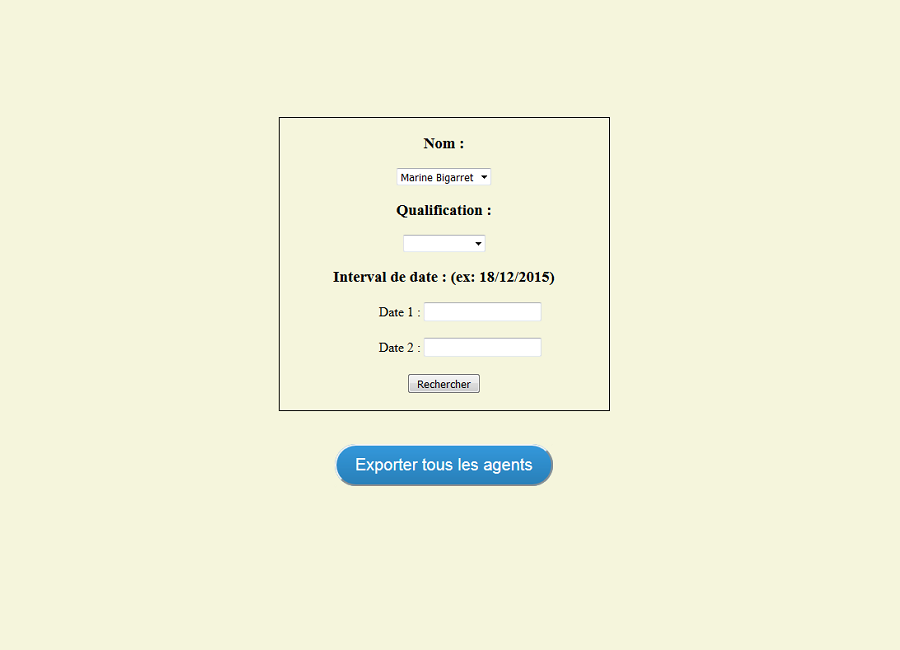 Nom :
Marine Bigarret
Qualification :
Interval de date : (ex: 18/12/2015)
Date 1 :
Date 2 :
Rechercher
Exporter tous les agents